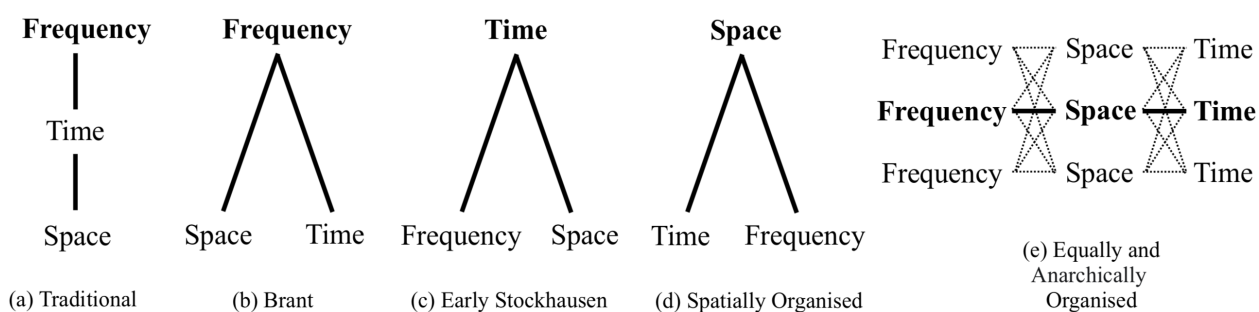 Frequency
Time
Space
(a) Traditional
Frequency
Space Time
(b) Brant
Time
Frequency Space
(c) Early Stockhausen
Space
Time Frequency
(d) Spatially Organised
Frequency Space Time
Frequency Space Time
Frequency Space Time
(e) Equally and
Anarchically
Organised